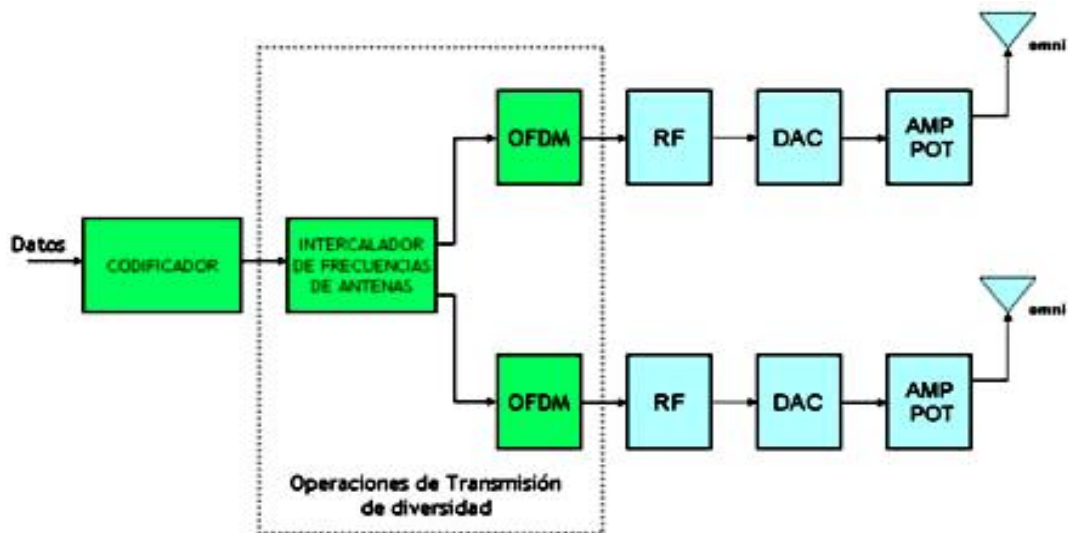 omni
OFDM
RF
DAC
AMP
POT
Datos
CODIFICADOR
INTERCALADOR
DE FRECUENCIAS
DE ANTENAS
omni
OFDM
RF
DAC
AMP
POT
Operaciones de Transmisión
de diversidad